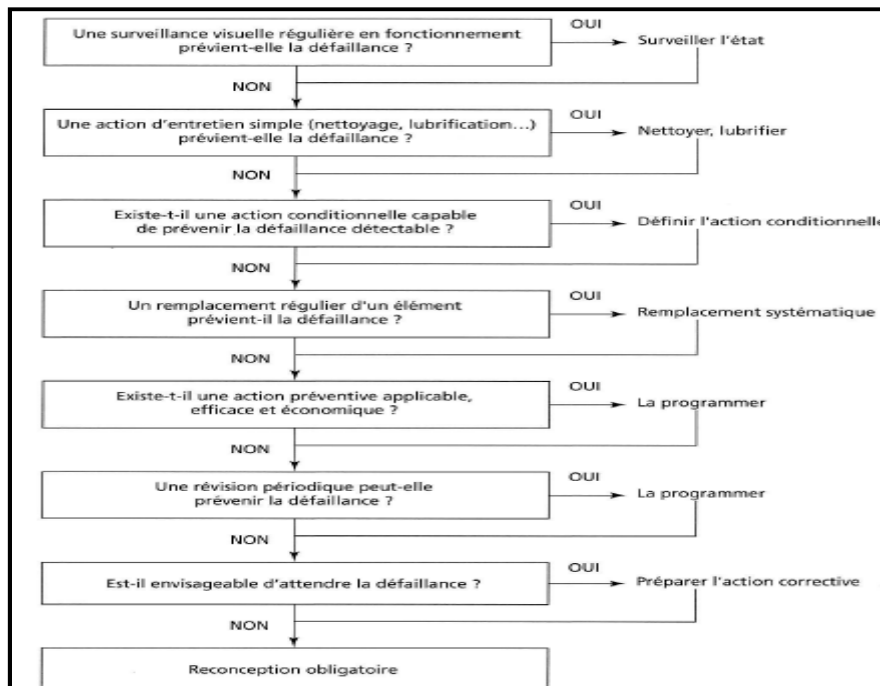 Une surveillance visuelle régulière en fonctionnement
prévient-elle la défaillance ?
OUI
Surveiller l'état
NON
Une action d'entretien simple (nettoyage, lubrification...)
prévient-elle la défaillance ?
OUI
Nettoyer, lubrifier
NON
Existe-t-il une action conditionnelle capable
de prévenir la défaillance détectable ?
OUI
Définir l'action conditionnelle
NON
Un remplacement régulier d'un élément
prévient-il la défaillance ?
OUI
Remplacement systématique
NON
Existe-t-il une action préventive applicable,
efficace et économique ?
OUI
La programmer
NON
Une révision périodique peut-elle
prévenir la défaillance ?
OUI
La programmer
NON
Est-il envisageable d'attendre la défaillance ?
OUI
Préparer l'action corrective
NON
Reconception obligatoire